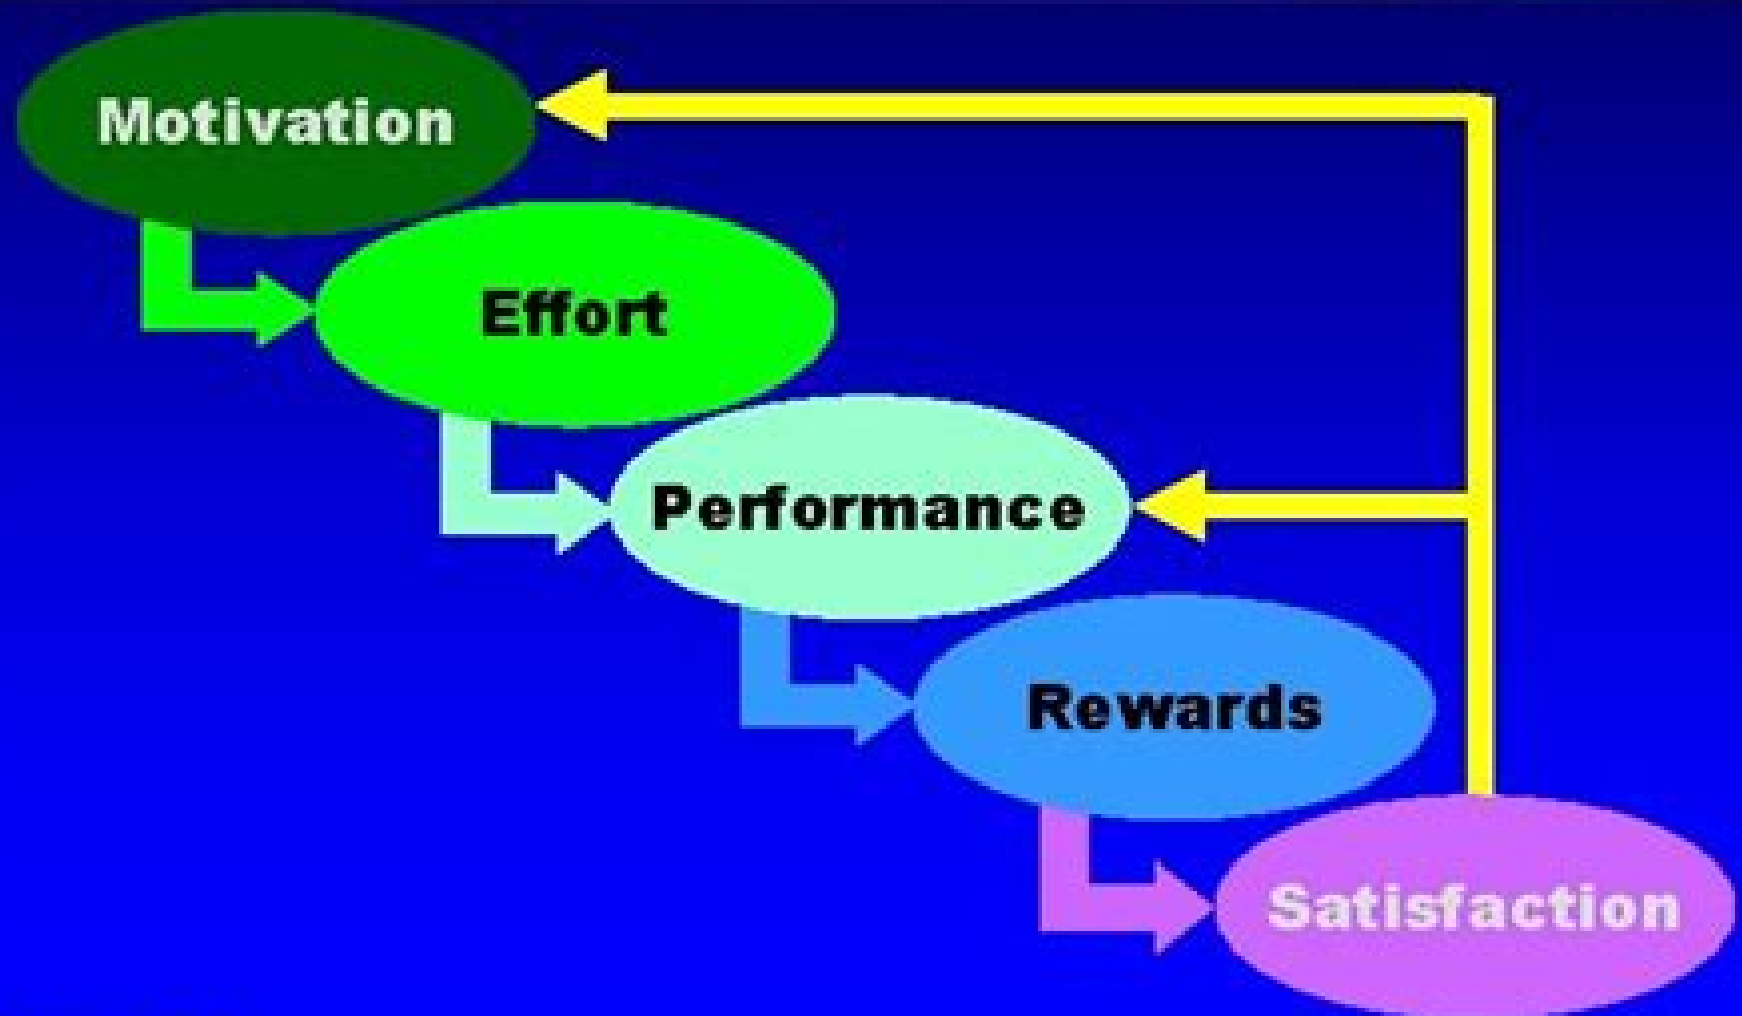 Motivation
Effort
Performance
Rewards
Satisfaction